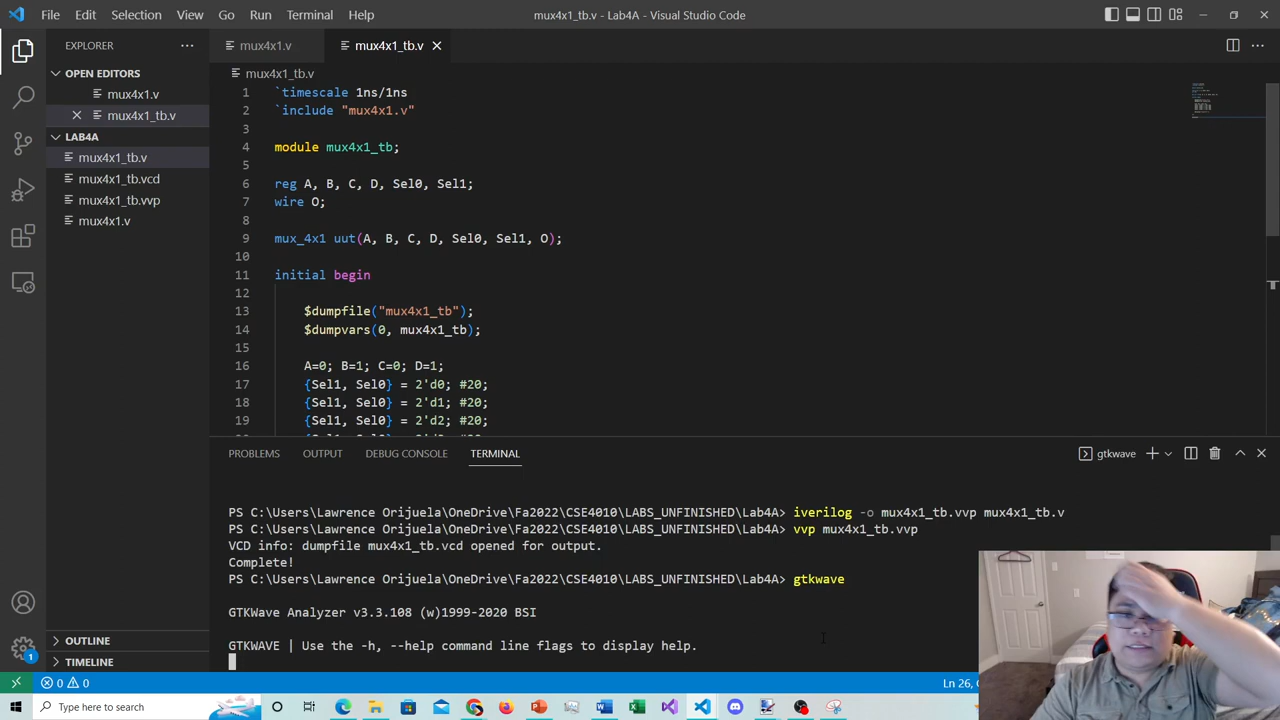 File Edit Selection View Go Run Terminal Help
mux4x1_tb.v - Lab4A - Visual Studio Code
EXPLORER
OPEN EDITORS
mux4x1.v
mux4x1_tb.v
LAB4A
mux4x1_tb.v
mux4x1_tb.vcd
mux4x1_tb.vvp
mux4x1.v
OUTLINE
TIMELINE
mux4x1.v
mux4x1_tb.v
mux4x1_tb.v
1 `timescale 1ns/1ns
2 `include "mux4x1.v"
3
4 module mux4x1_tb;
5
6 reg A, B, C, D, Sel0, Sel1;
7 wire O;
8
9 mux_4x1 uut(A, B, C, D, Sel0, Sel1, O);
10
11 initial begin
12
13 $dumpfile("mux4x1_tb");
14 $dumpvars(0, mux4x1_tb);
15
16 A=0; B=1; C=0; D=1;
17 {Sel1, Sel0} = 2'd0; #20;
18 {Sel1, Sel0} = 2'd1; #20;
19 {Sel1, Sel0} = 2'd2; #20;
PROBLEMS OUTPUT DEBUG CONSOLE TERMINAL
gtkwave
PS C:\Users\Lawrence Orijuela\OneDrive\Fa2022\CSE4010\LABS_UNFINISHED\Lab4A> iverilog -o mux4x1_tb.vvp mux4x1_tb.v
PS C:\Users\Lawrence Orijuela\OneDrive\Fa2022\CSE4010\LABS_UNFINISHED\Lab4A> vvp mux4x1_tb.vvp
VCD info: dumpfile mux4x1_tb.vcd opened for output.
Complete!
PS C:\Users\Lawrence Orijuela\OneDrive\Fa2022\CSE4010\LABS_UNFINISHED\Lab4A> gtkwave
GTKWave Analyzer v3.3.108 (w)1999-2020 BSI
GTKWAVE | Use the -h, --help command line flags to display help.
1
0 0
Ln 26,
Type here to search